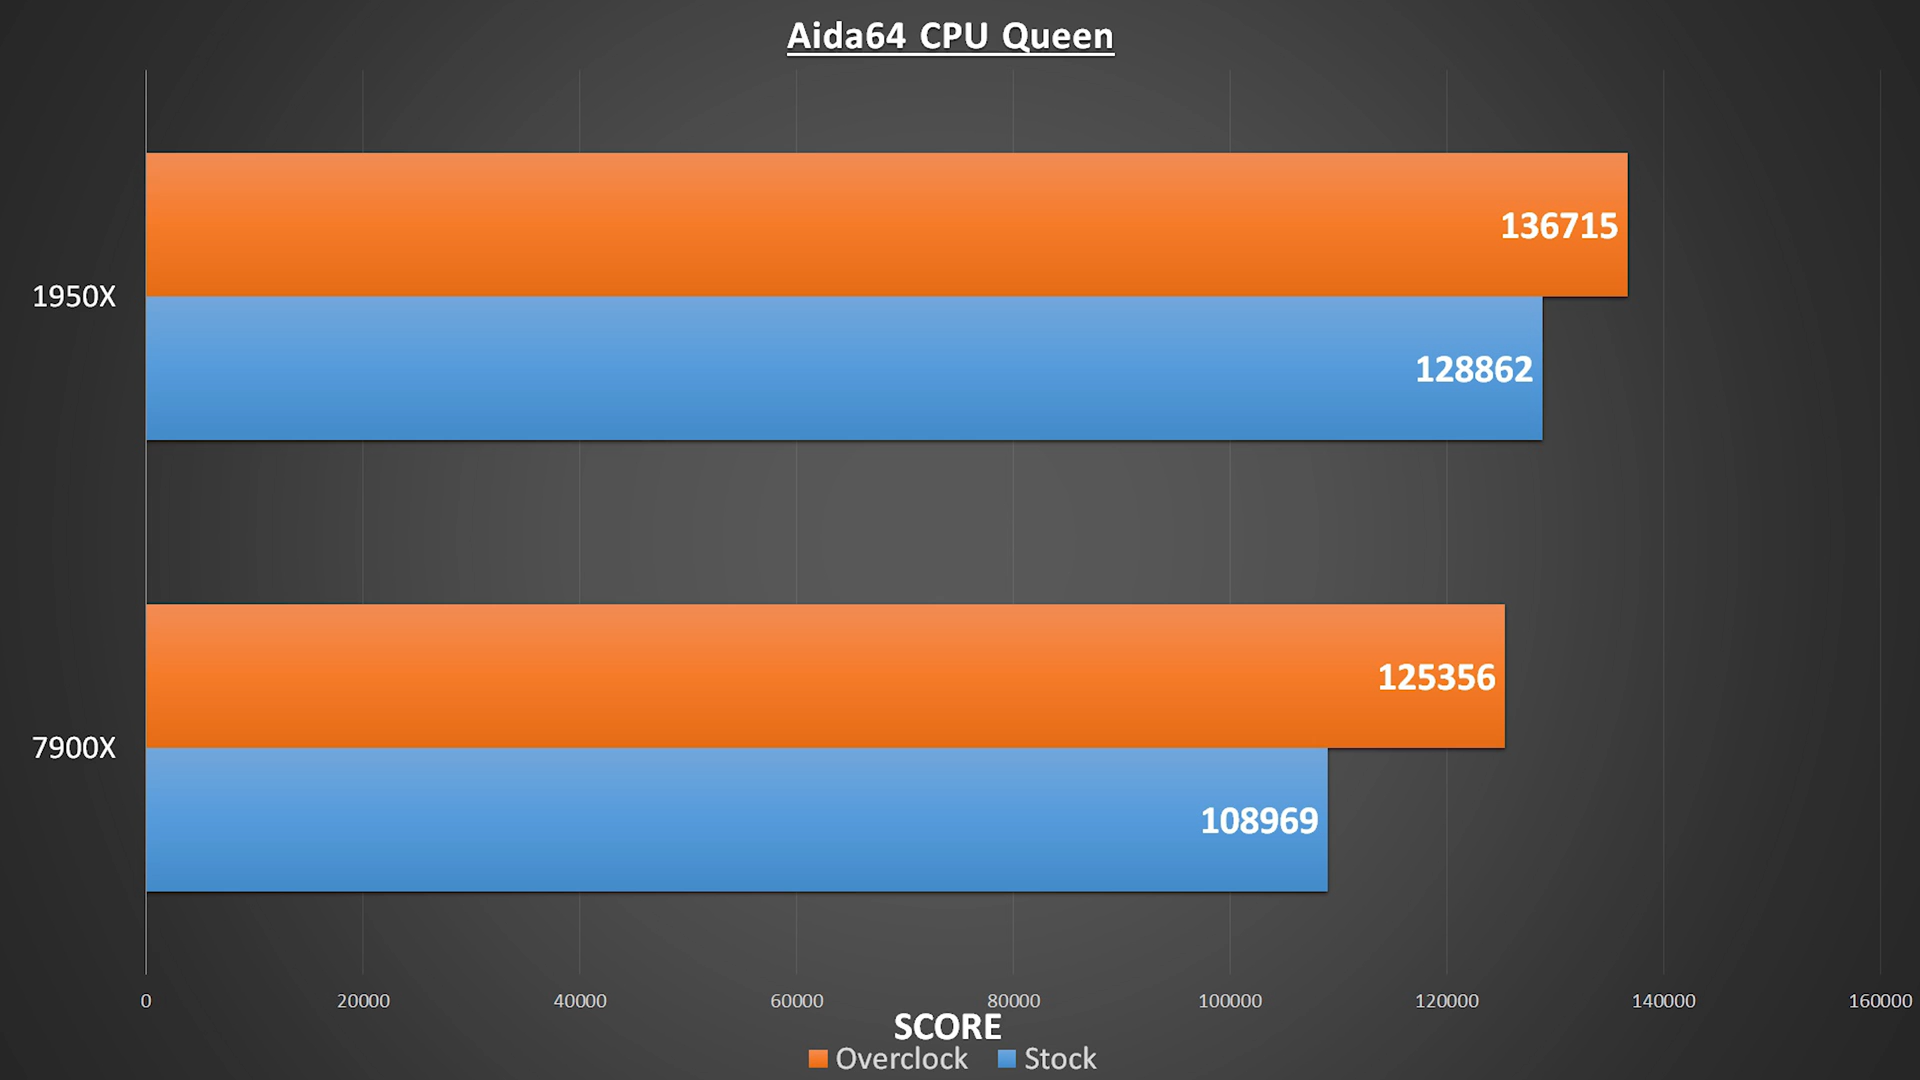 Aida64 CPU Queen
136715
1950X
128862
125356
7900X
108969
0 20000 40000 60000 80000 100000 120000 140000 160000
SCORE
Overclock Stock